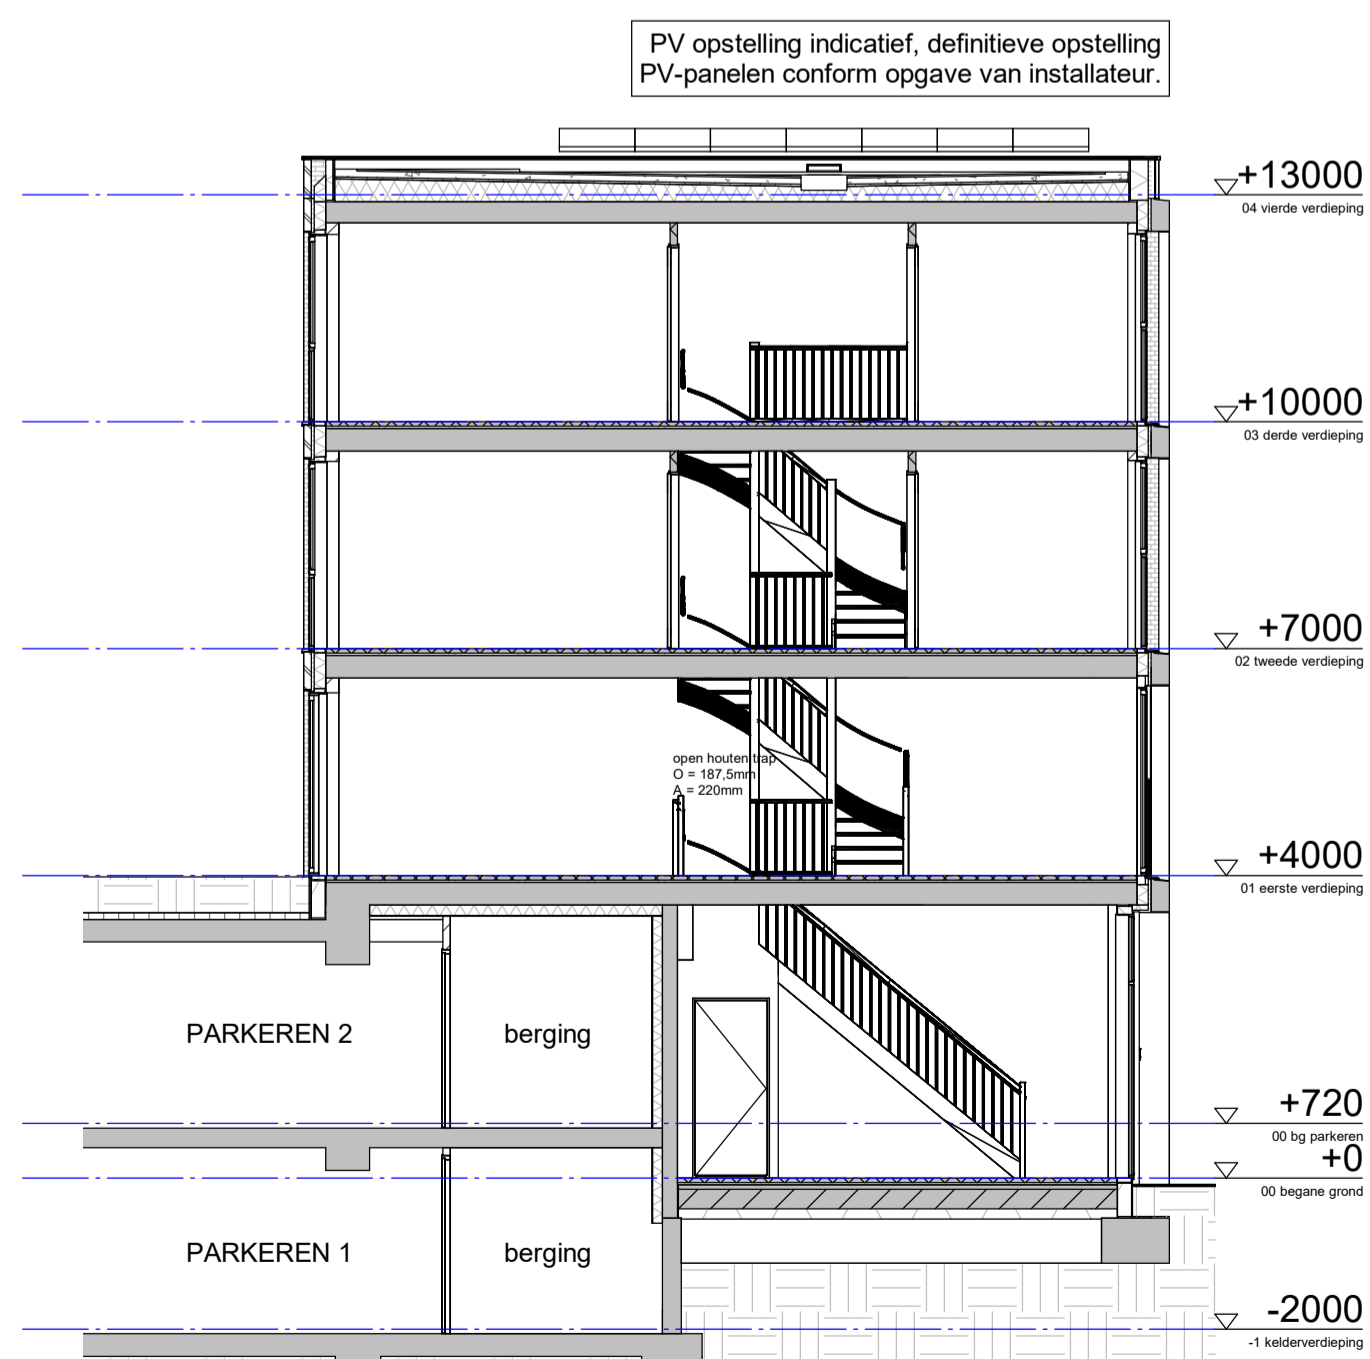 PV opstelling indicatief, definitieve opstelling
PV-panelen conform opgave van installateur.
+13000
04 vierde verdieping
+10000
03 derde verdieping
+7000
02 tweede verdieping
open houten trap
O = 187,5mm
A = 220mm
+4000
01 eerste verdieping
PARKEREN 2
berging
+720
00 bg parkeren
+0
00 begane grond
PARKEREN 1
berging
-2000
-1 kelderverdieping